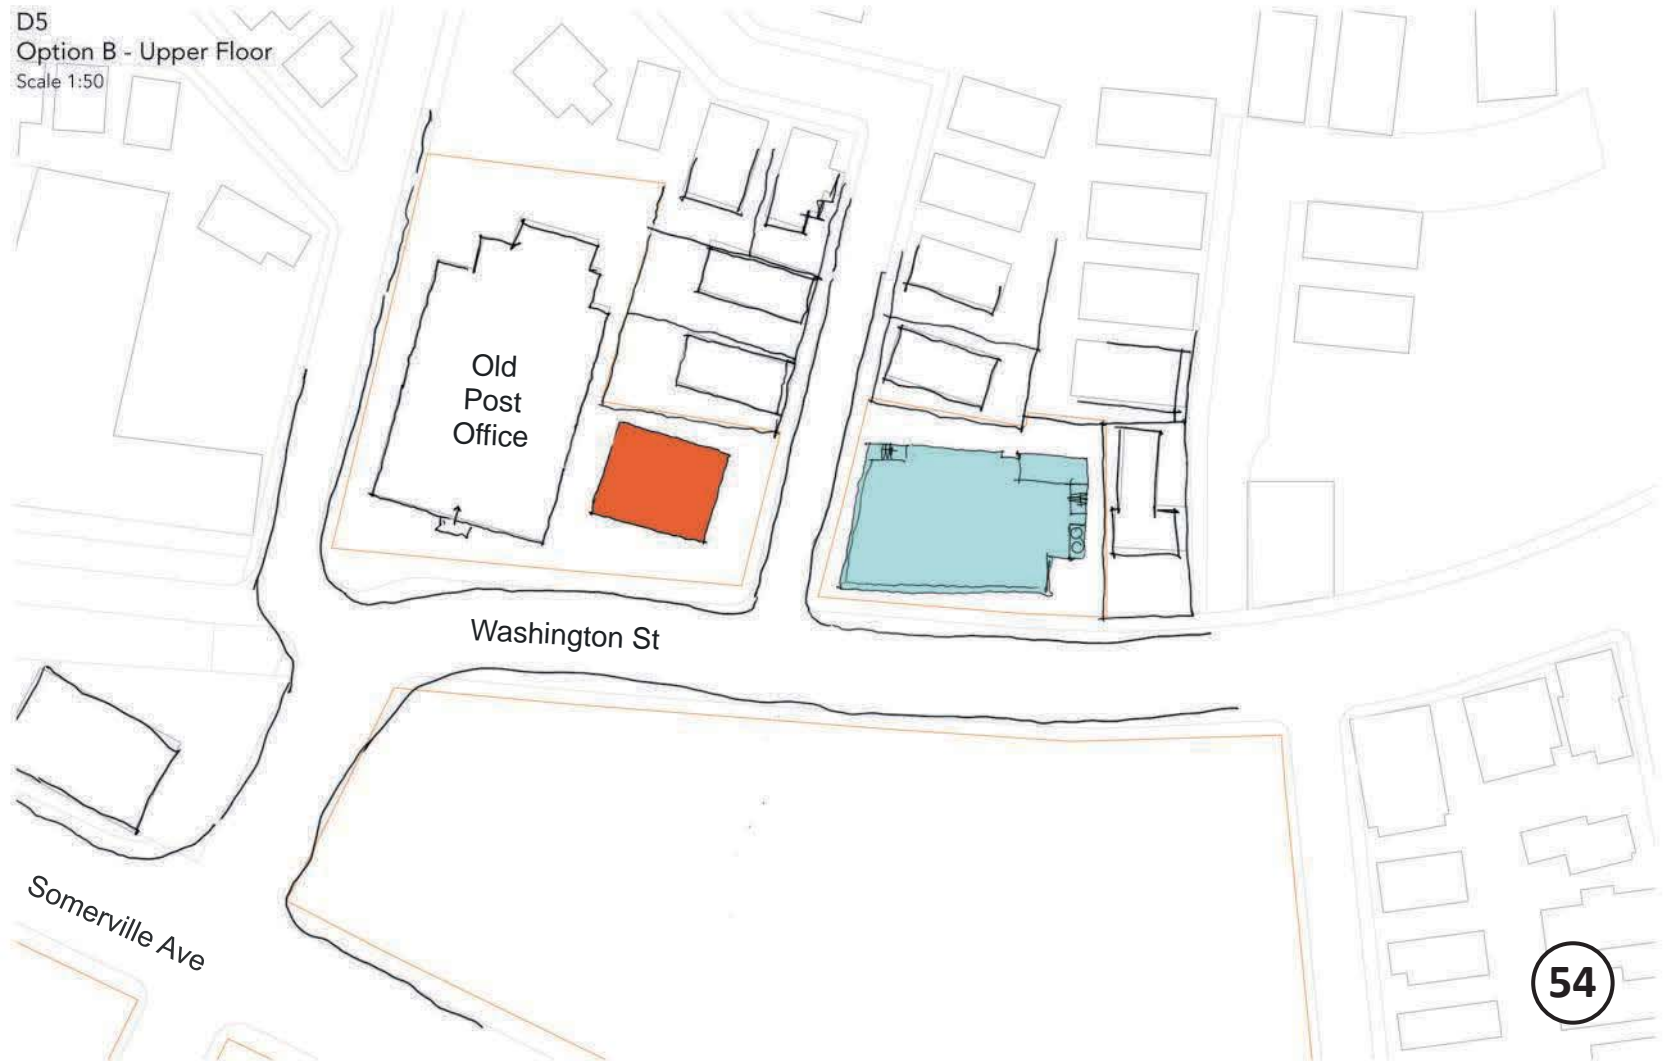 D5
Option B - Upper Floor
Scale 1:50
Old
Post
Office
Washington St
Somerville Ave
54